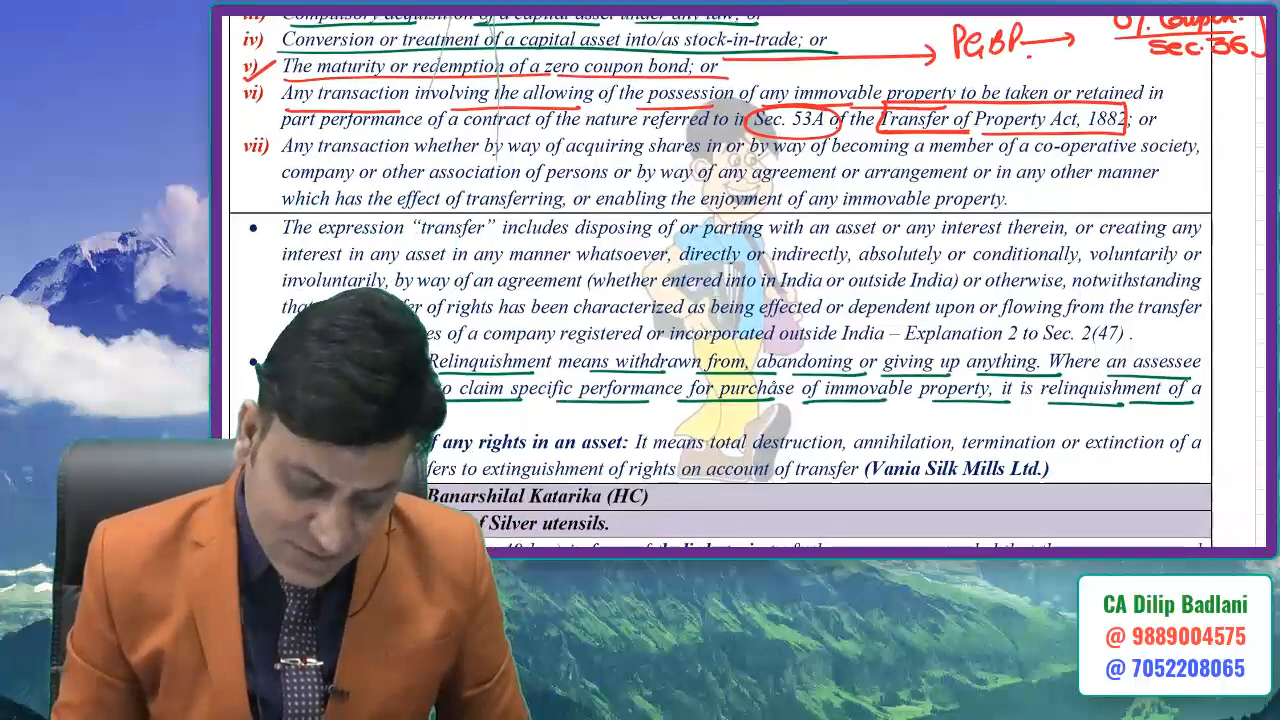 iii) Compulsory acquisition of a capital asset under any law; or
iv) Conversion or treatment of a capital asset into/as stock-in-trade; or
PGBP
0% Coupon
sec. 36
v) The maturity or redemption of a zero coupon bond; or
vi) Any transaction involving the allowing of the possession of any immovable property to be taken or retained in
part performance of a contract of the nature referred to in Sec. 53A of the Transfer of Property Act, 1882; or
vii) Any transaction whether by way of acquiring shares in or by way of becoming a member of a co-operative society,
company or other association of persons or by way of any agreement or arrangement or in any other manner
which has the effect of transferring, or enabling the enjoyment of any immovable property.
• The expression “transfer” includes disposing of or parting with an asset or any interest therein, or creating any
interest in any asset in any manner whatsoever, directly or indirectly, absolutely or conditionally, voluntarily or
involuntarily, by way of an agreement (whether entered into in India or outside India) or otherwise, notwithstanding
of rights has been characterized as being effected or dependent upon or flowing from the transfer
of a company registered or incorporated outside India – Explanation 2 to Sec. 2(47) .
• Relinquishment means withdrawn from, abandoning or giving up anything. Where an assessee
claim specific performance for purchase of immovable property, it is relinquishment of a
any rights in an asset: It means total destruction, annihilation, termination or extinction of a
to extinguishment of rights on account of transfer (Vania Silk Mills Ltd.)
Banarshilal Katarika (HC)
of Silver utensils.
CA Dilip Badlani
@ 9889004575
@ 7052208065